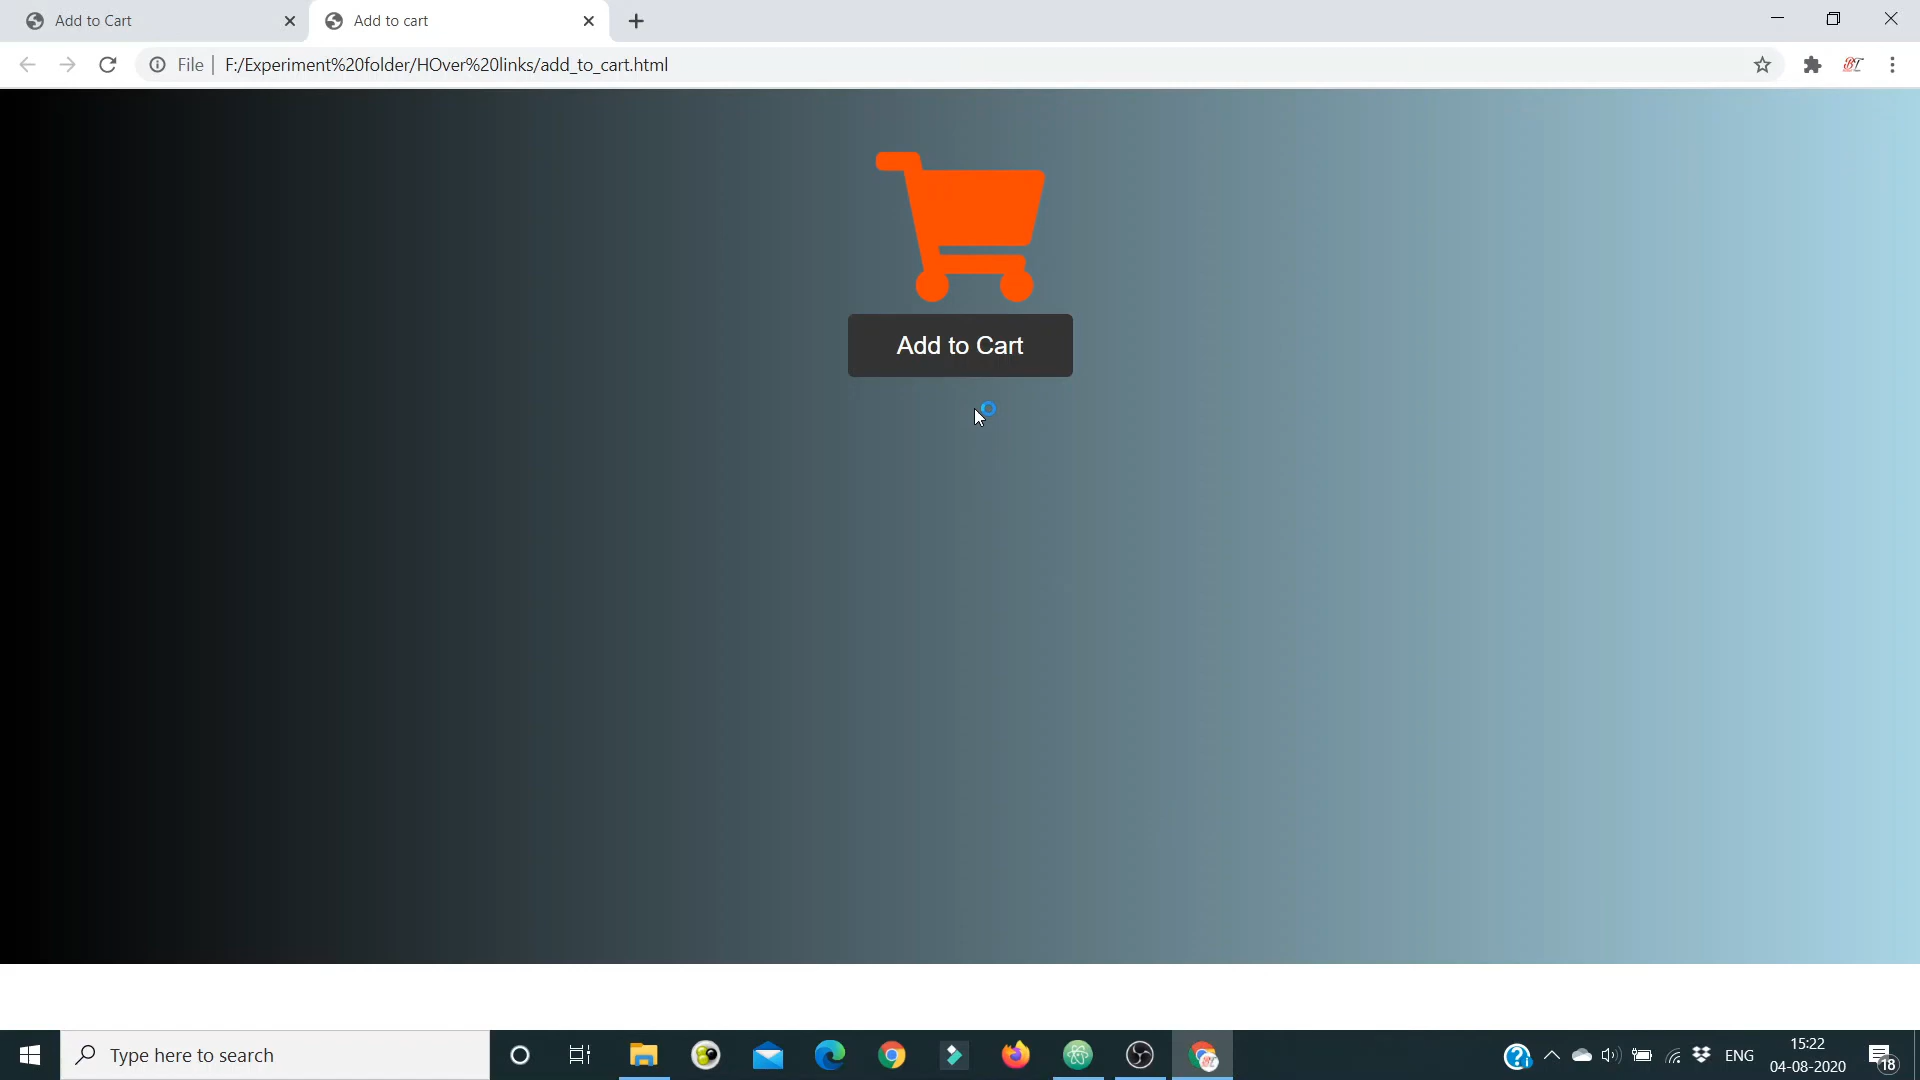 Add to Cart
Add to cart
File | F:/Experiment%20folder/HOver%20links/add_to_cart.html
Add to Cart
Type here to search
ENG
15:22
04-08-2020
18